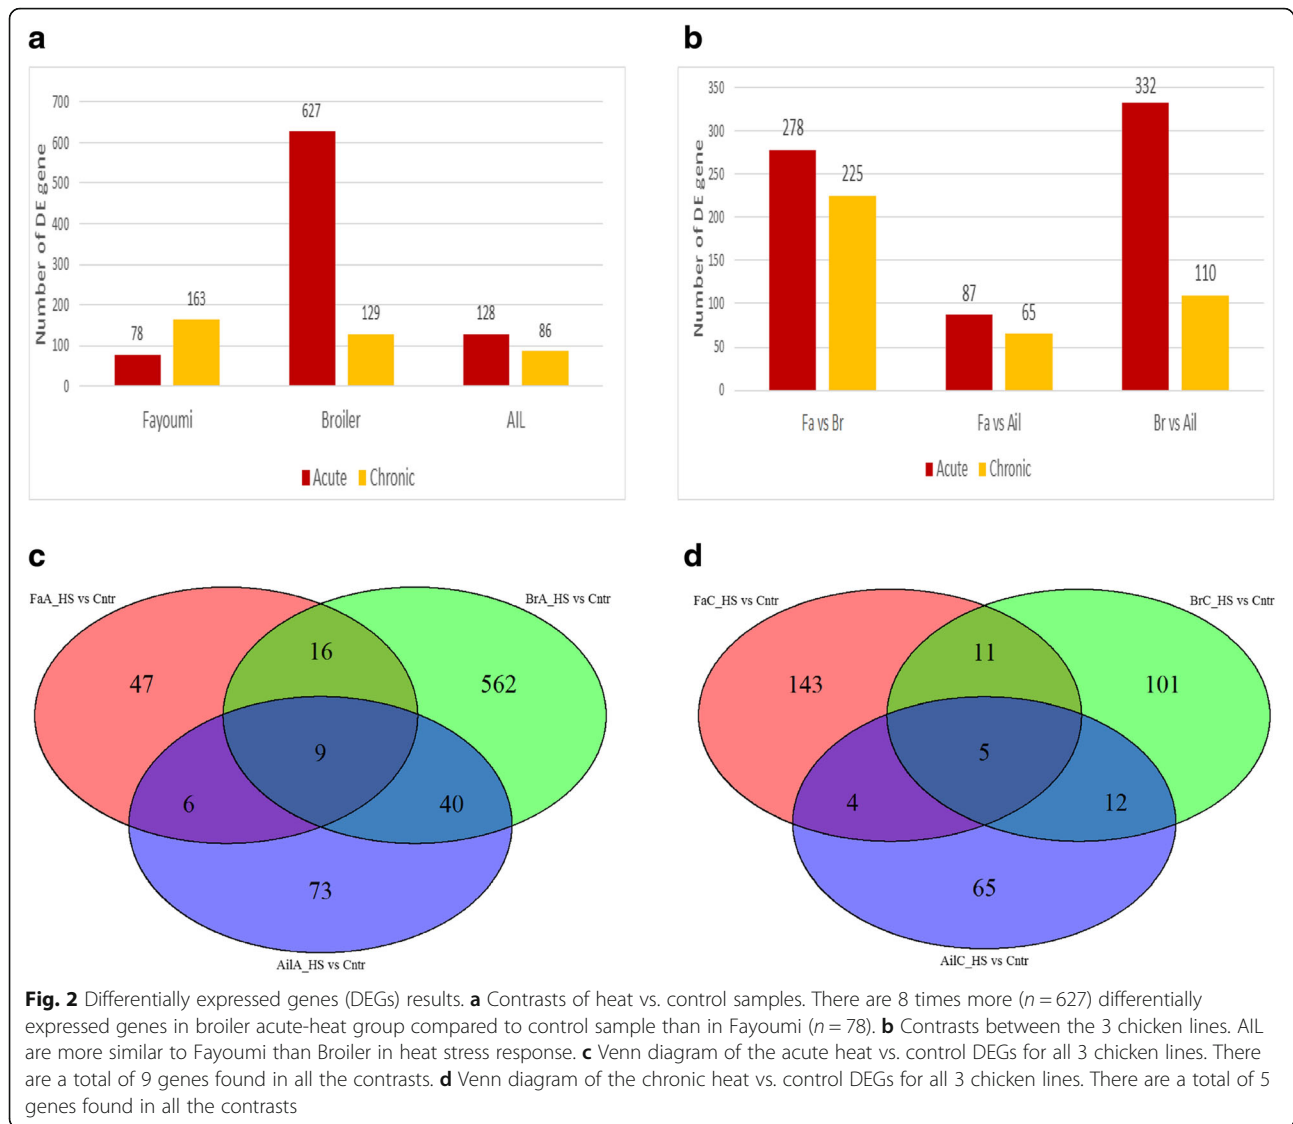 a
700
600
500
400
300
200
100
0
Number of DE gene
78
163
627
129
128
86
Fayoumi
Broiler
AIL
Acute
Chronic
b
350
300
250
200
150
100
50
0
Number of DE gene
278
225
87
65
332
110
Fa vs Br
Fa vs Ail
Br vs Ail
Acute
Chronic
c
FaA_HS vs Cntr
BrA_HS vs Cntr
16
47
562
9
6
40
73
AilA_HS vs Cntr
d
FaC_HS vs Cntr
BrC_HS vs Cntr
11
143
101
5
4
12
65
AilC_HS vs Cntr
Fig. 2 Differentially expressed genes (DEGs) results. a Contrasts of heat vs. control samples. There are 8 times more (n = 627) differentially
expressed genes in broiler acute-heat group compared to control sample than in Fayoumi (n = 78). b Contrasts between the 3 chicken lines. AIL
are more similar to Fayoumi than Broiler in heat stress response. c Venn diagram of the acute heat vs. control DEGs for all 3 chicken lines. There
are a total of 9 genes found in all the contrasts. d Venn diagram of the chronic heat vs. control DEGs for all 3 chicken lines. There are a total of 5
genes found in all the contrasts